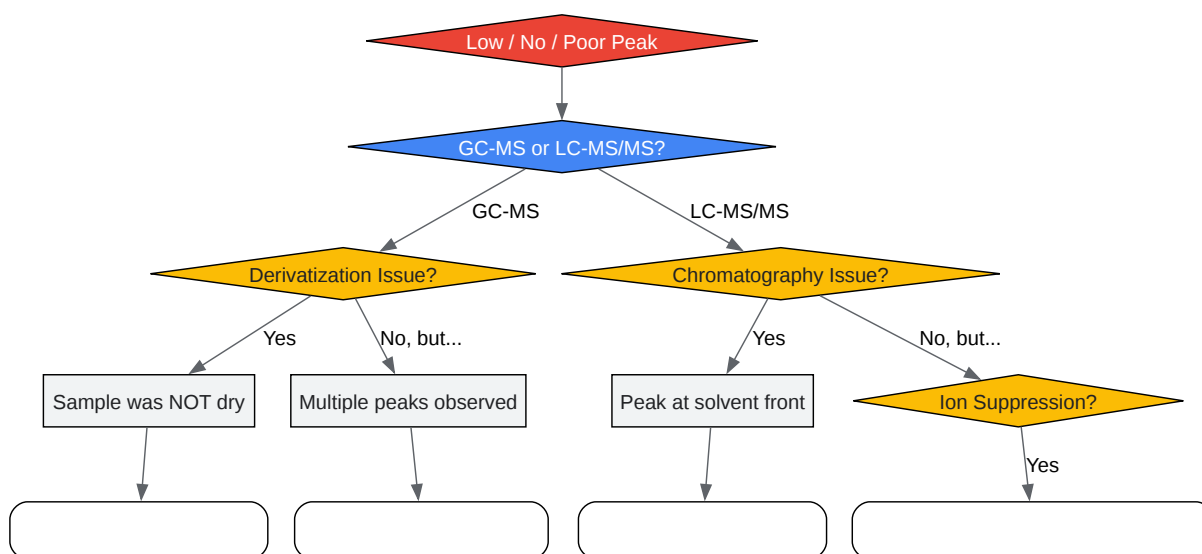 Low / No / Poor Peak
GC-MS or LC-MS/MS?
GC-MS
LC-MS/MS
Derivatization Issue?
Chromatography Issue?
Yes
No, but...
Yes
No, but...
Sample was NOT dry
Multiple peaks observed
Peak at solvent front
Ion Suppression?
Yes